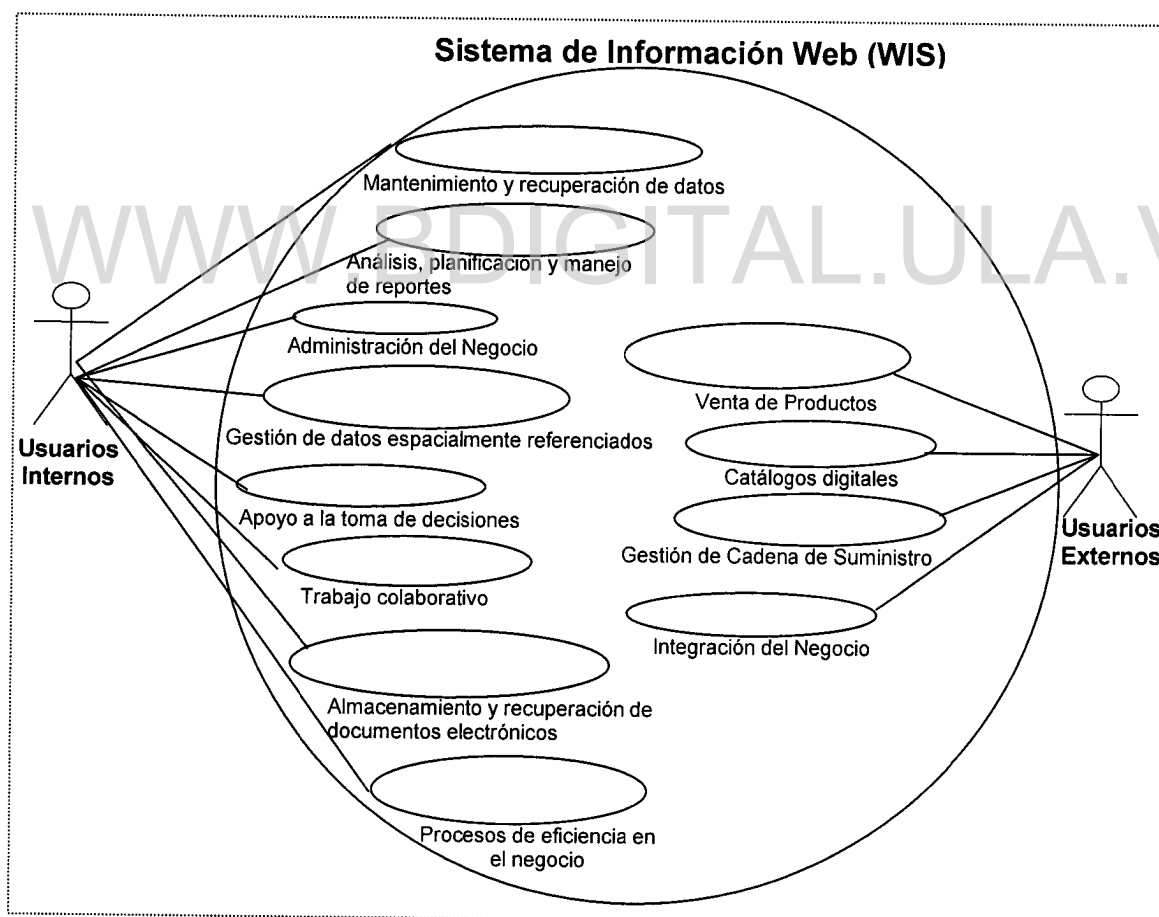 Sistema de Información Web (WIS)
Mantenimiento y recuperación de datos
WWW.BDIGITAL.ULA.V
Análisis, planificación y manejo
de reportes
Administración del Negocio
Gestión de datos espacialmente referenciados
Usuarios
Internos
Apoyo a la toma de decisiones
Trabajo colaborativo
Almacenamiento y recuperación de
documentos electrónicos
Procesos de eficiencia en
el negocio
Venta de Productos
Catálogos digitales
Gestión de Cadena de Suministro
Integración del Negocio
Usuarios
Externos